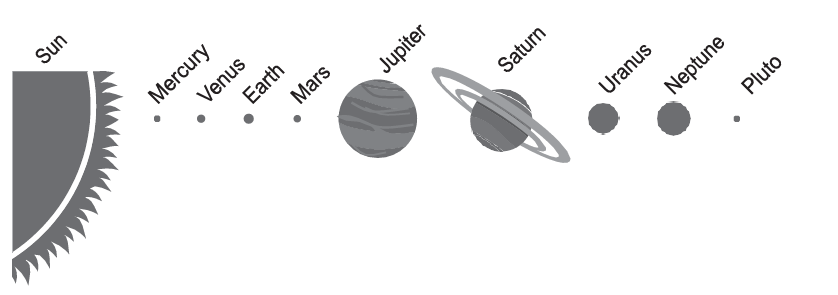 Sun
Mercury
Venus
Earth
Mars
Jupiter
Saturn
Uranus
Neptune
Pluto